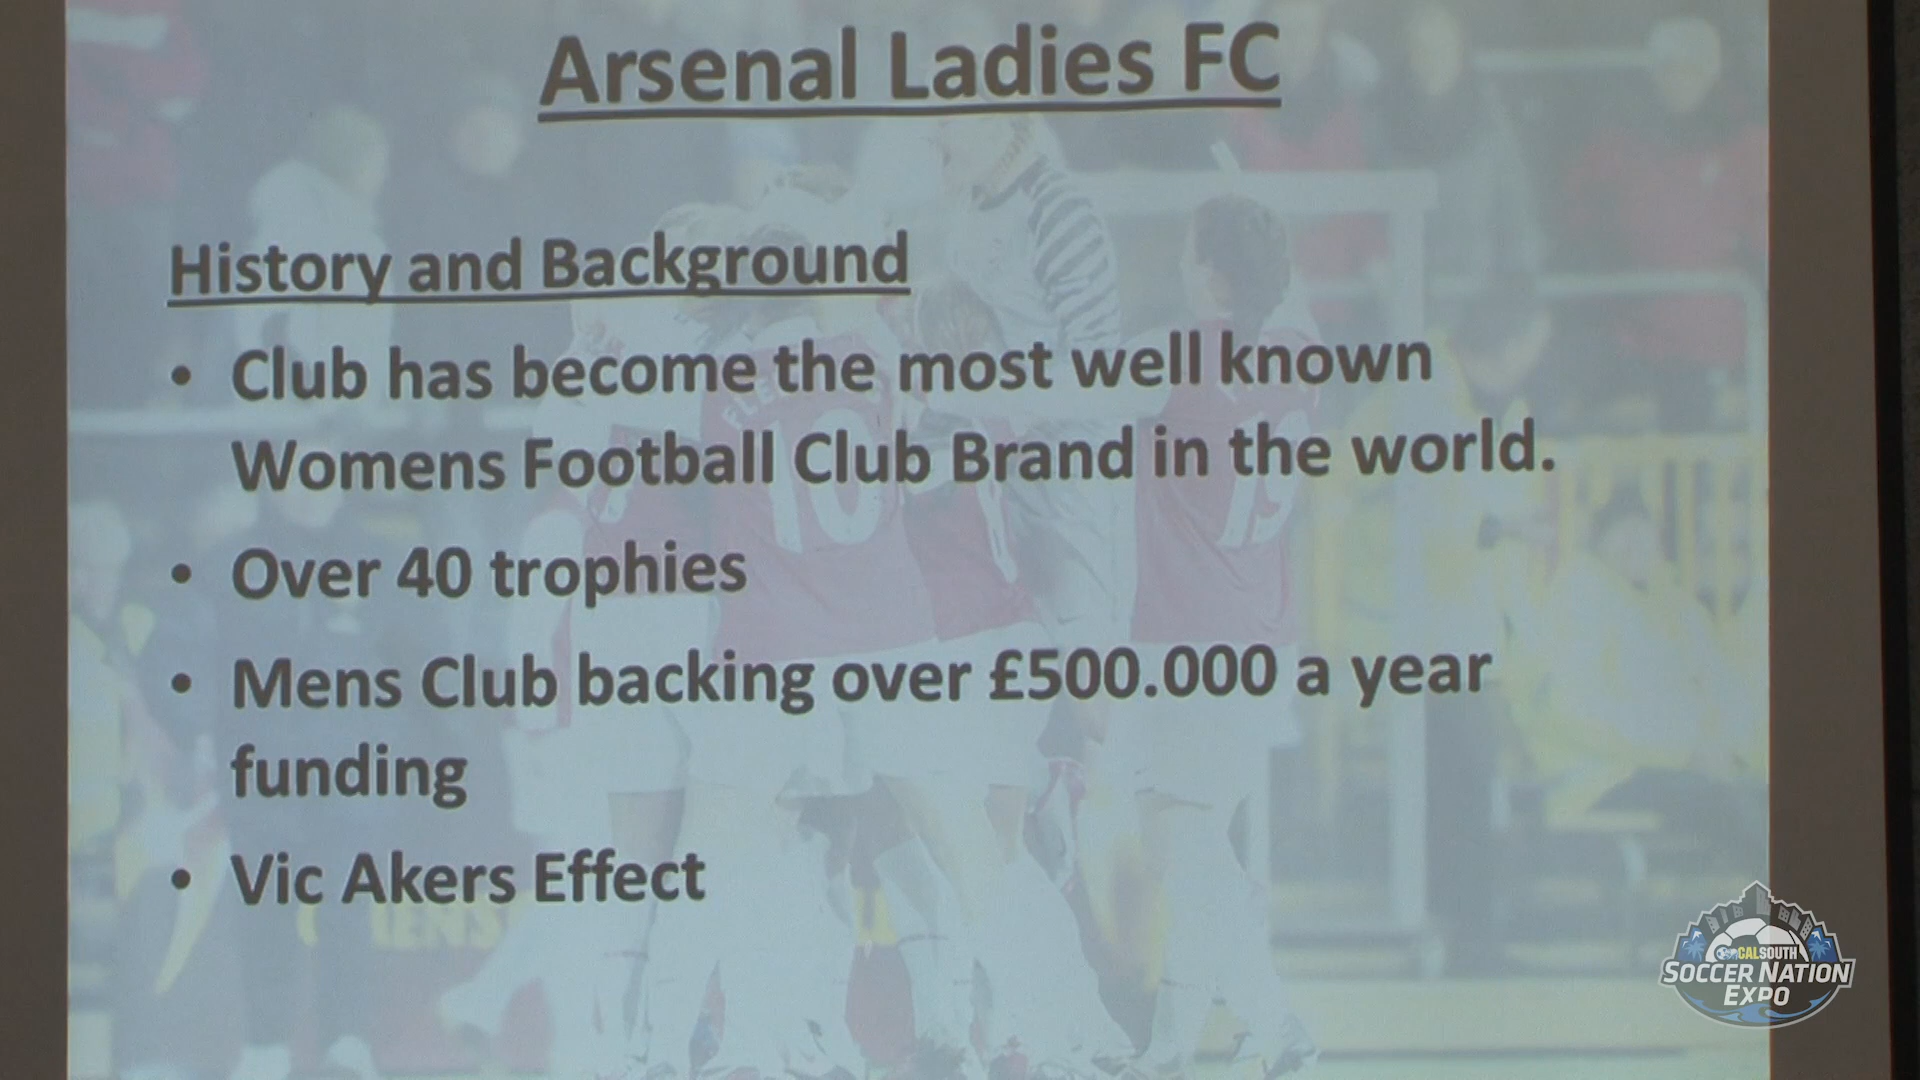 Arsenal Ladies FC
History and Background
• Club has become the most well known
Womens Football Club Brand in the world.
• Over 40 trophies
• Mens Club backing over £500.000 a year
funding
• Vic Akers Effect
10
19
CALSOUTH
SOCCER NATION
EXPO